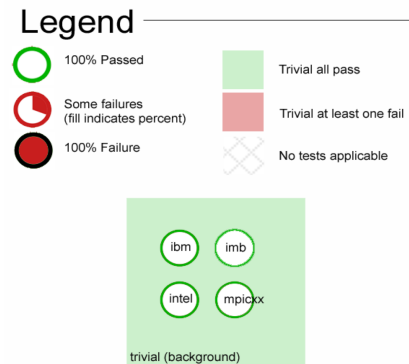 Legend
100% Passed
Some failures
(fill indicates percent)
100% Failure
Trivial all pass
Trivial at least one fail
No tests applicable
ibm imb
intel mpicxx
trivial (background)